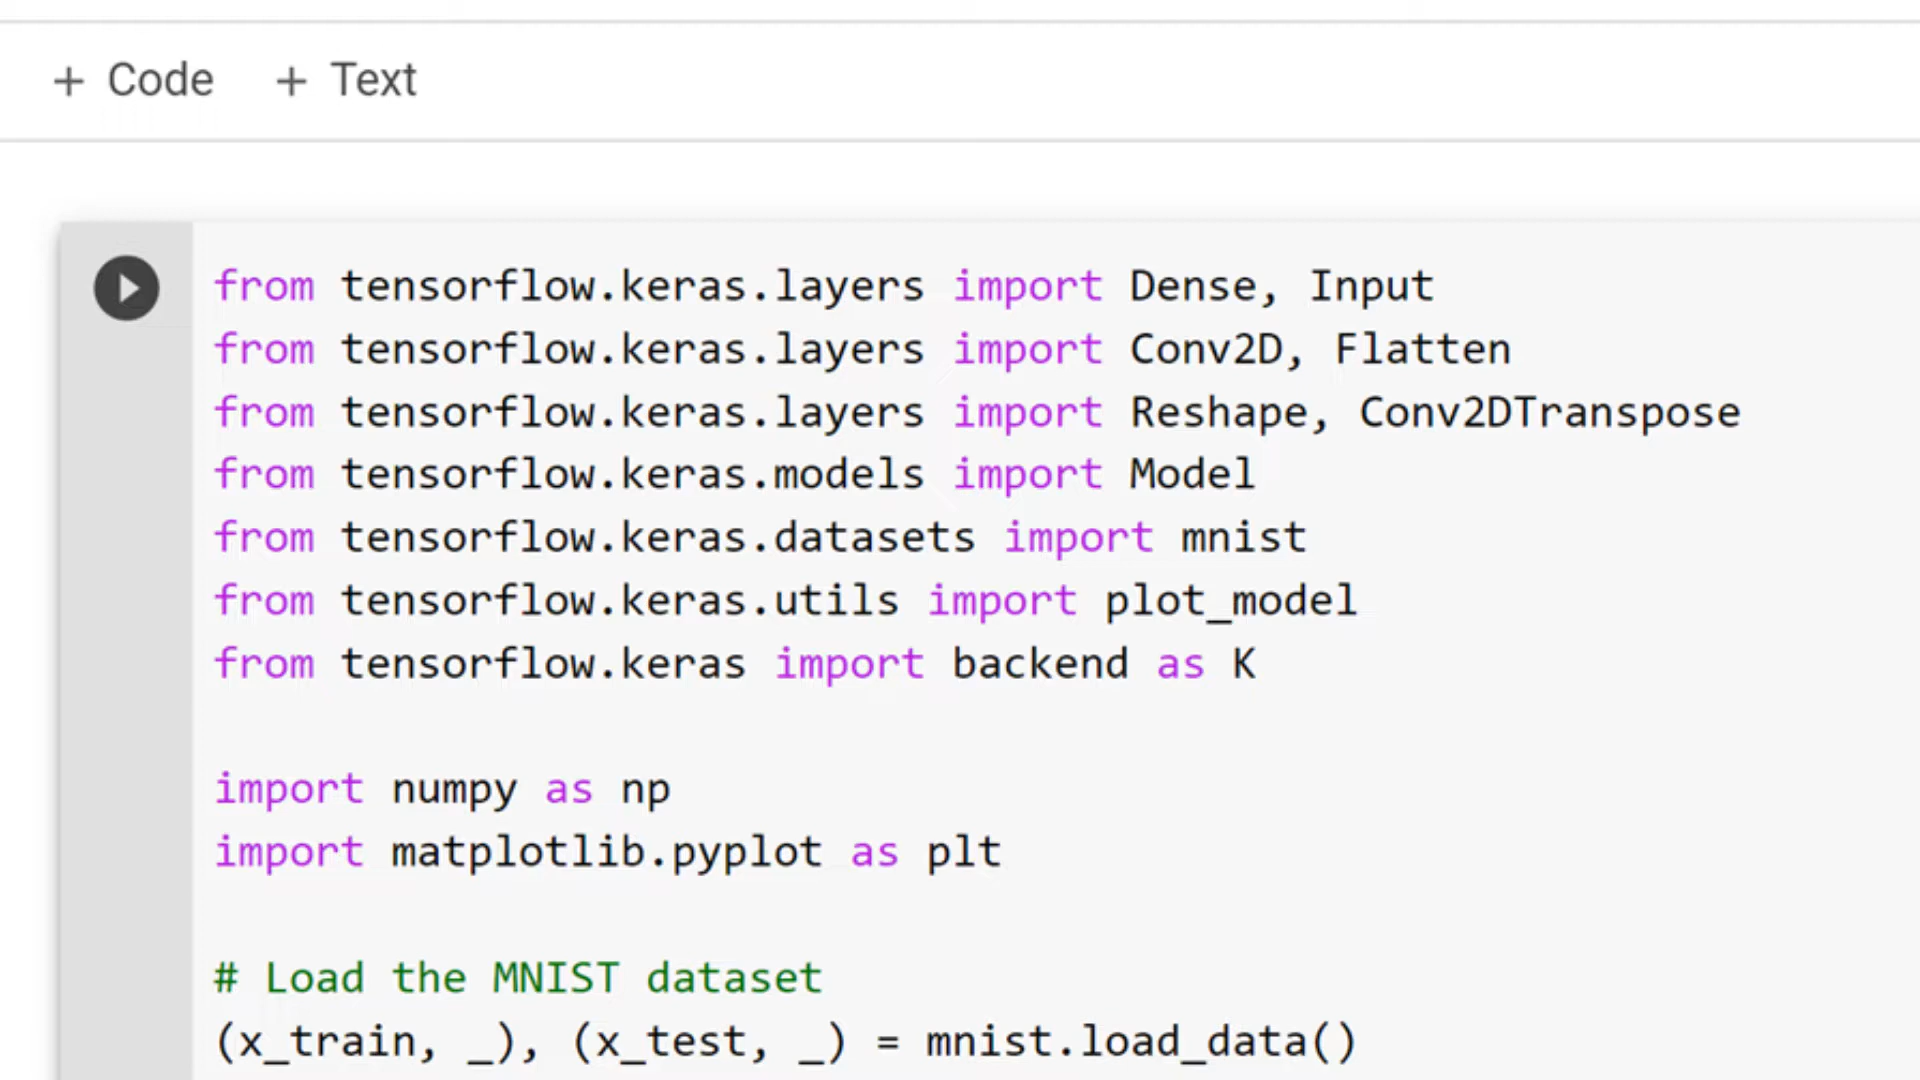 + Code + Text
from tensorflow.keras.layers import Dense, Input
from tensorflow.keras.layers import Conv2D, Flatten
from tensorflow.keras.layers import Reshape, Conv2DTranspose
from tensorflow.keras.models import Model
from tensorflow.keras.datasets import mnist
from tensorflow.keras.utils import plot_model
from tensorflow.keras import backend as K
import numpy as np
import matplotlib.pyplot as plt
# Load the MNIST dataset
(x_train, _), (x_test, _) = mnist.load_data()